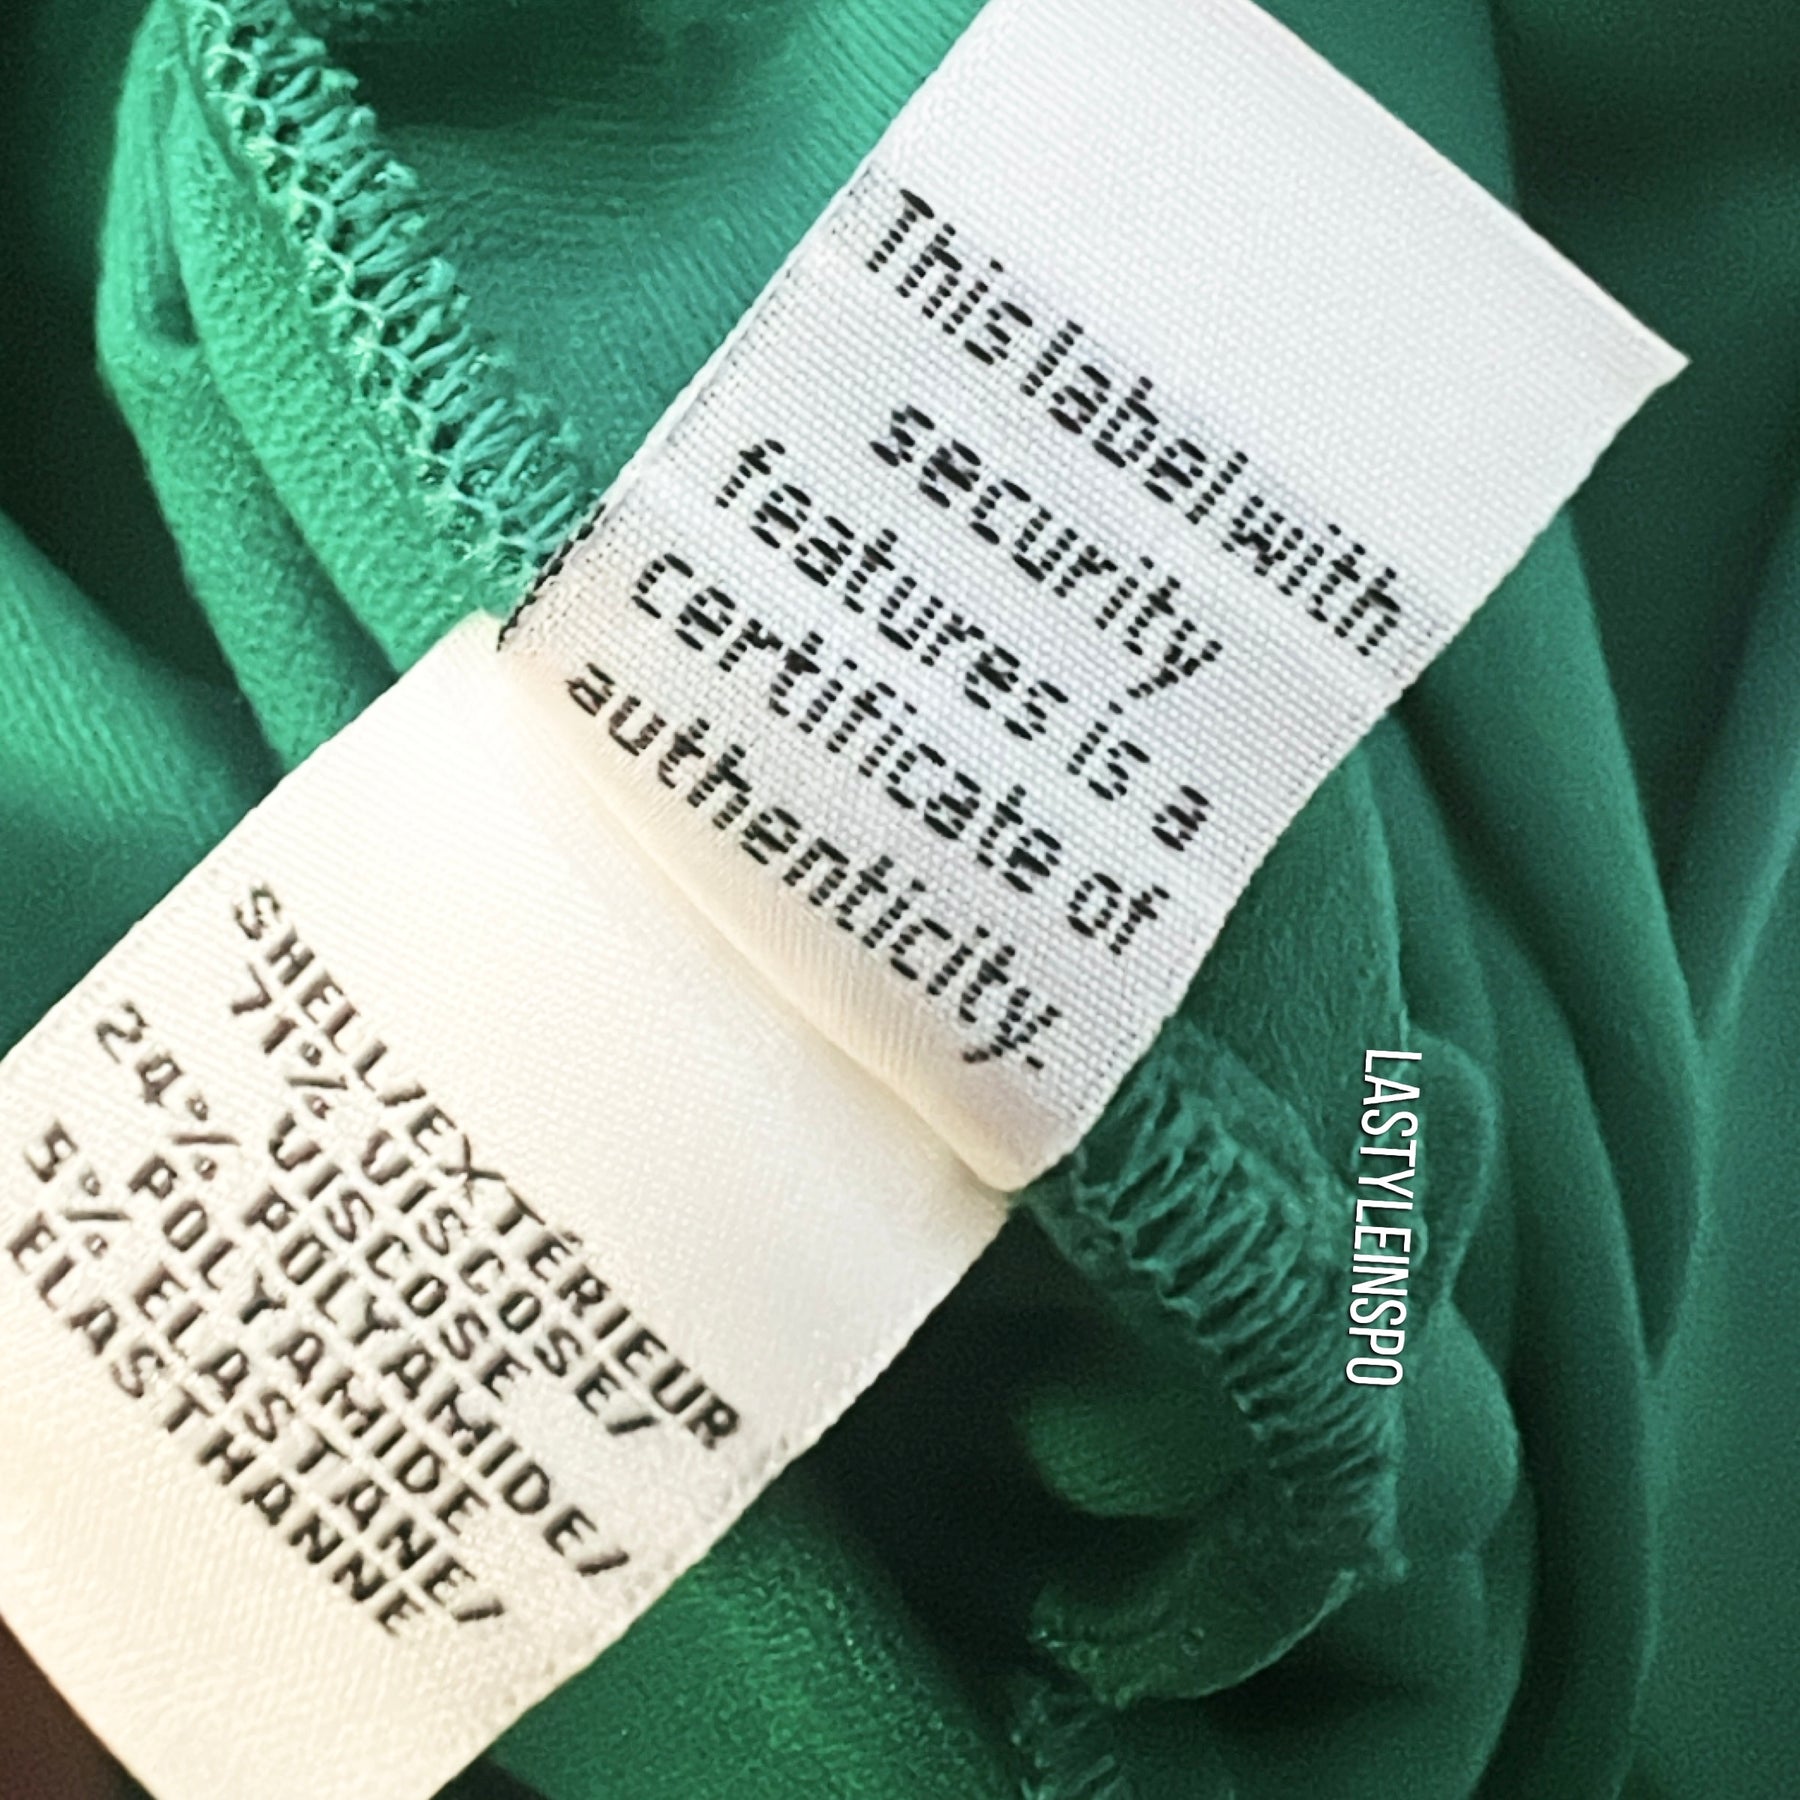 This label with
security
features is a
certificate of
authenticity.
SHELL/EXTÉRIEUR
71% VISCOSE/
VISCOSE
24% POLYAMIDE/
POLYAMIDE
5% ELASTANE/
ELASTHANNE
LASTYLEINSPO